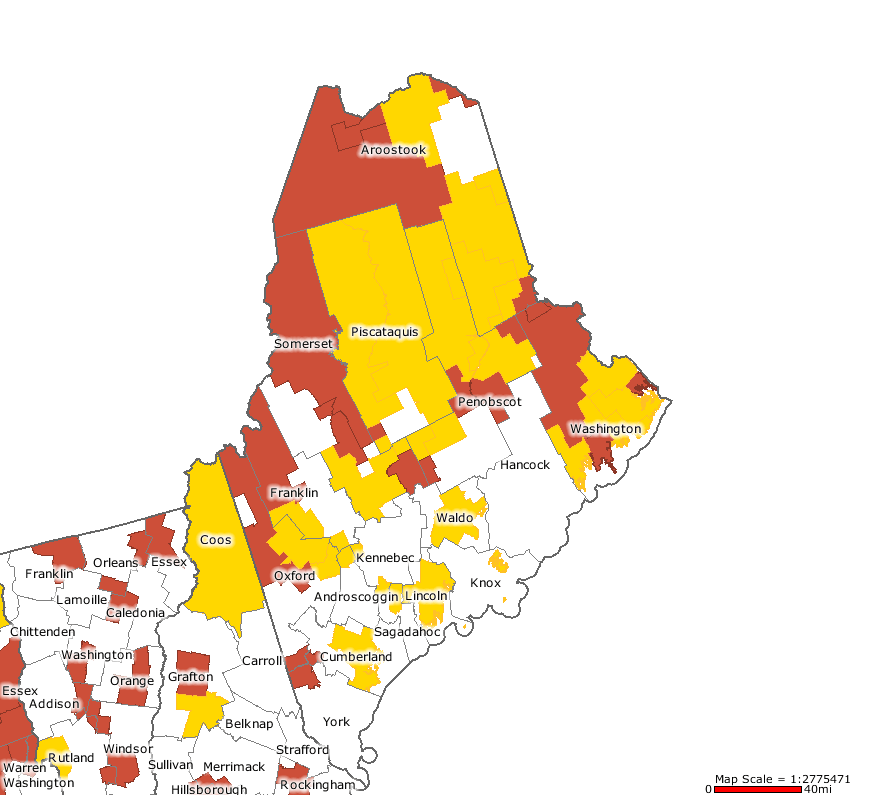 Aroostook
Piscataquis
Somerset
Penobscot
Washington
Hancock
Franklin
Waldo
Coos
Kennebec
Orleans
Essex
Franklin
Oxford
Knox
Androscoggin
Lincoln
Lamoille
Caledonia
Chittenden
Sagadahoc
Washington
Cumberland
Carroll
Orange
Grafton
Essex
Addison
York
Belknap
Windsor
Strafford
Rutland
Sullivan
Merrimack
Warren
Washington
Rockingham
Hillsborough
Map Scale = 1:2775471
0 40mi